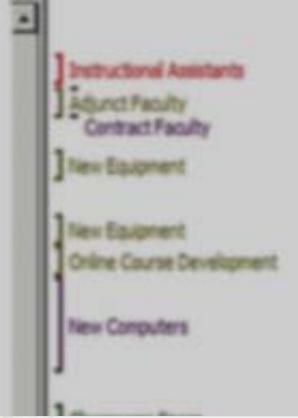 Instructional Assistants
Adjunct Faculty
Contract Faculty
New Equipment
New Equipment
Online Course Development
New Computers